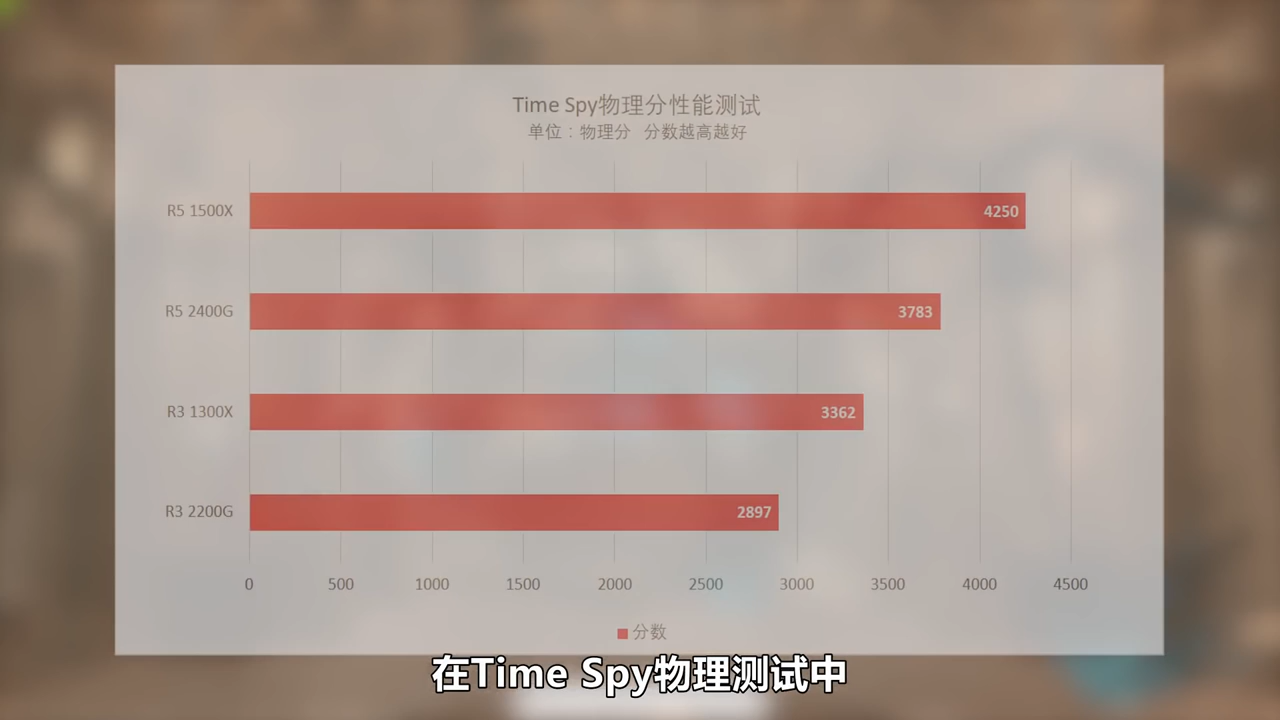 Time Spy物理分性能测试
单位：物理分 分数越高越好
R5 1500X
4250
R5 2400G
3783
R3 1300X
3362
R3 2200G
2897
0 500 1000 1500 2000 2500 3000 3500 4000 4500
分数
在Time Spy物理测试中